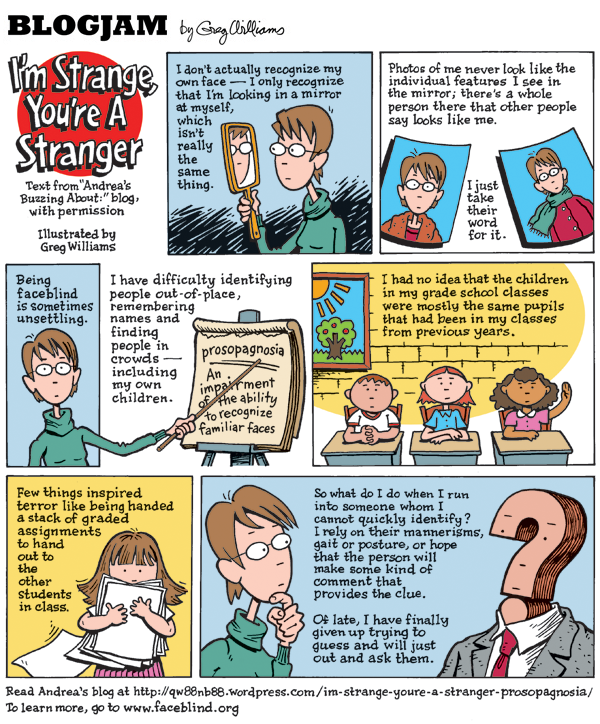 BLOGJAM by Greg Williams
I'm Strange,
You're A
Stranger
Text from "Andrea's
Buzzing About:" blog,
with permission
Illustrated by
Greg Williams
I don't actually recognize my
own face — I only recognize
that I'm looking in a mirror
at myself,
which
isn't
really
the
same
thing.
Photos of me never look like the
individual features I see in
the mirror; there's a whole
person there that other people
say looks like me.
I just
take
their
word
for it.
Being
faceblind
is sometimes
unsettling.
I have difficulty identifying
people out-of-place,
remembering
names and
finding
people in
crowds —
including
my own
children.
prosopagnosia
An
impairment
of the ability
to recognize
familiar faces
I had no idea that the children
in my grade school classes
were mostly the same pupils
that had been in my classes
from previous years.
Few things inspired
terror like being handed
a stack of graded
assignments
to hand
out to
the
other
students
in class.
So what do I do when I run
into someone whom I
cannot quickly identify?
I rely on their mannerisms,
gait or posture, or hope
that the person will
make some kind of
comment that
provides the clue.
Of late, I have finally
given up trying to
guess and will just
out and ask them.
Read Andrea's blog at http://qw88nb88.wordpress.com/im-strange-youre-a-stranger-prosopagnosia/
To learn more, go to www.faceblind.org